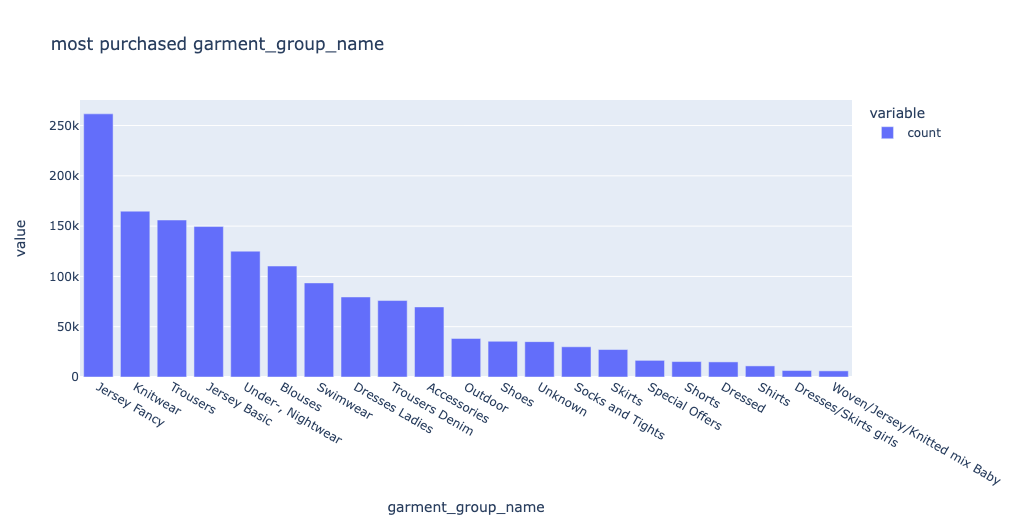 most purchased garment_group_name
variable
count
value
250k
200k
150k
100k
50k
0
Jersey Fancy
Knitwear
Trousers
Jersey Basic
Under-, Nightwear
Blouses
Swimwear
Dresses Ladies
Trousers Denim
Accessories
Outdoor
Shoes
Unknown
Socks and Tights
Skirts
Special Offers
Shorts
Dressed
Shirts
Dresses/Skirts girls
Woven/Jersey/Knitted mix Baby
garment_group_name